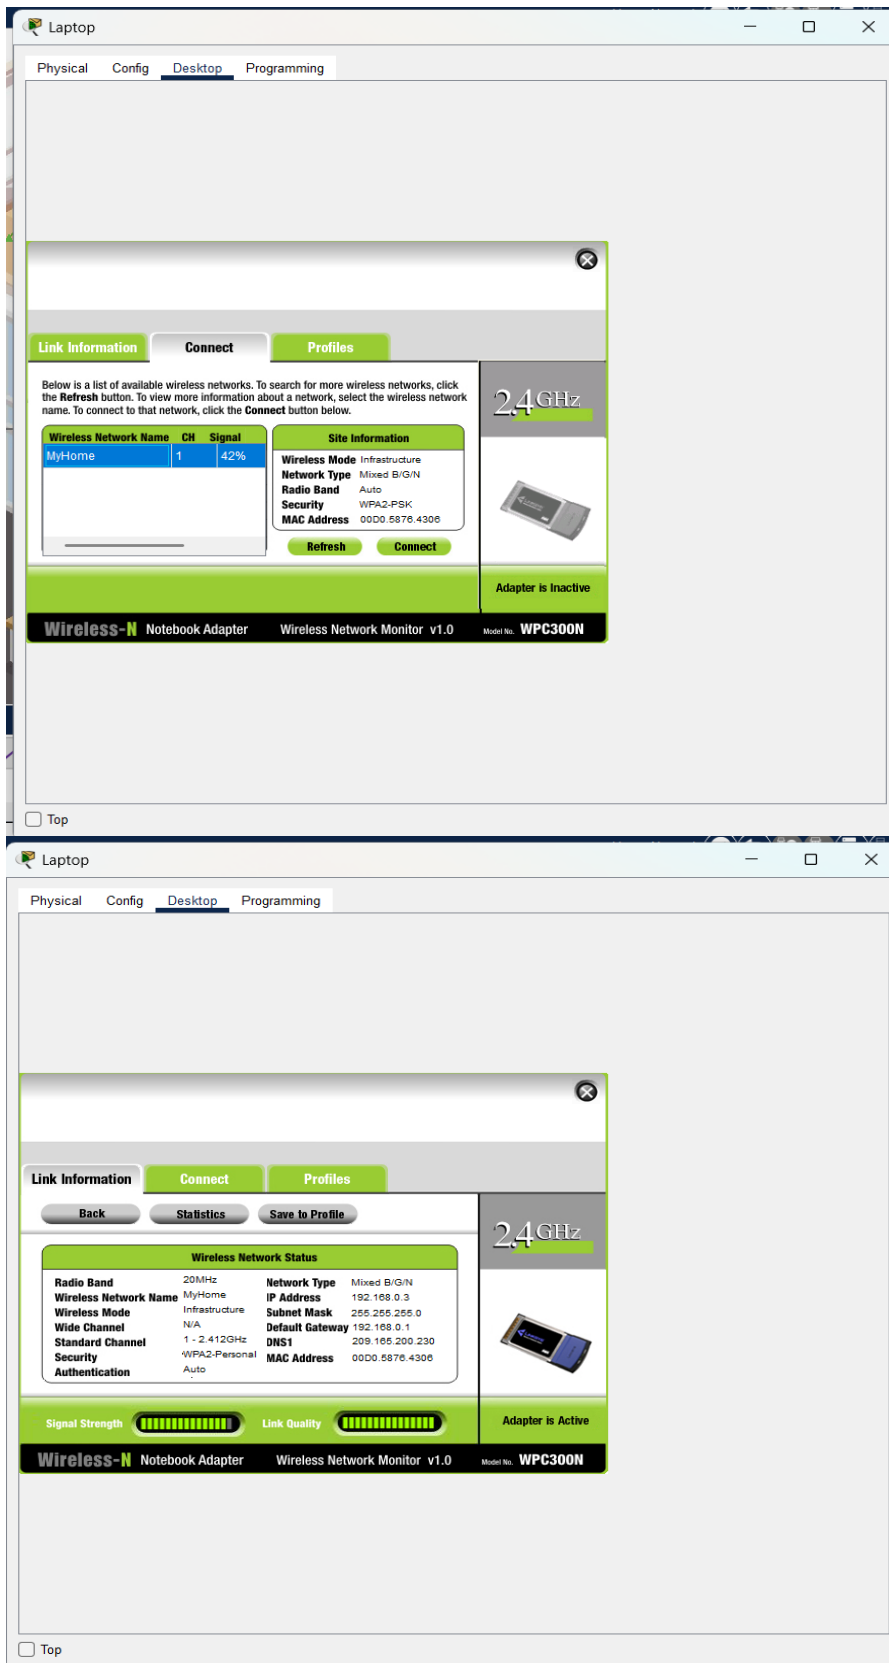 Laptop
Physical Config Desktop Programming
Link Information Connect Profiles
Below is a list of available wireless networks. To search for more wireless networks, click
the Refresh button. To view more information about a network, select the wireless network
name. To connect to that network, click the Connect button below.
2.4GHz
Wireless Network Name CH Signal
MyHome 1 42%
Site Information
Wireless Mode Infrastructure
Network Type Mixed B/G/N
Radio Band Auto
Security WPA2-PSK
MAC Address 00D0.5876.4306
Refresh Connect
Adapter is Inactive
Wireless-N Notebook Adapter Wireless Network Monitor v1.0 Model No. WPC300N
Top
Laptop
Physical Config Desktop Programming
Link Information Connect Profiles
Back Statistics Save to Profile
2.4GHz
Wireless Network Status
Radio Band 20MHz
Wireless Network Name MyHome
Wireless Mode Infrastructure
Wide Channel N/A
Standard Channel 1 - 2.412GHz
Security WPA2-Personal
Authentication Auto
Network Type Mixed B/G/N
IP Address 192.168.0.3
Subnet Mask 255.255.255.0
Default Gateway 192.168.0.1
DNS1 209.165.200.230
MAC Address 00D0.5876.4306
Signal Strength Link Quality
Adapter is Active
Wireless-N Notebook Adapter Wireless Network Monitor v1.0 Model No. WPC300N
Top